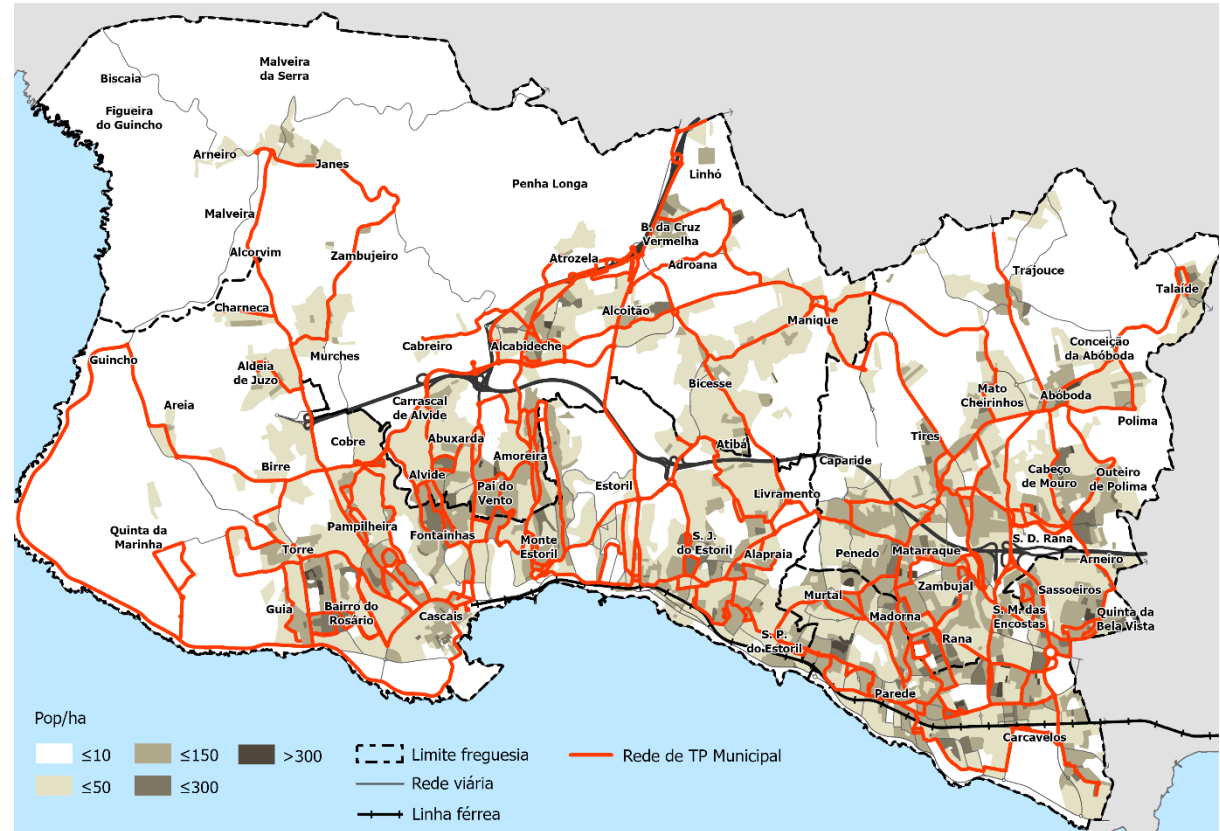 Malveira
da Serra
Biscaia
Figueira
do Guincho
Arneiro
Janes
Penha Longa
Linhó
Malveira
B. da Cruz
Vermelha
Alcorvim
Zambujeiro
Atrozela
Adroana
Trajouce
Talaíde
Charneca
Alcoitão
Manique
Guincho
Murches
Cabreiro
Alcabideche
Conceição
da Abóboda
Aldeia
de Juzo
Carrascal
de Alvide
Bicesse
Mato
Cheirinhos
Abóboda
Areia
Polima
Cobre
Abuxarda
Atibá
Tires
Birre
Alvide
Amoreira
Caparide
Cabeço
de Mouro
Outeiro
de Polima
Pai do
Vento
Estoril
Livramento
Quinta da
Marinha
Pampilheira
Fontainhas
Monte
Estoril
S. J.
do Estoril
Alapraia
Penedo
Matarraque
S. D. Rana
Arneiro
Torre
Zambujal
Sassoeiros
Guia
Bairro do
Rosário
Cascais
Murtal
Madorna
S. M. das
Encostas
Quinta da
Bela Vista
S. P.
do Estoril
Rana
Parede
Carcavelos
Pop/ha
≤10
≤150
>300
≤50
≤300
Limite freguesia
Rede viária
Linha férrea
Rede de TP Municipal